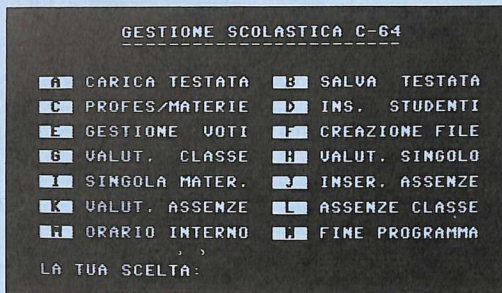 GESTIONE SCOLASTICA C-64
A CARICA TESTATA B SALVA TESTATA
C PROFES/MATERIE D INS. STUDENTI
E GESTIONE VOTI F CREAZIONE FILE
G VALUT. CLASSE H VALUT. SINGOLO
I SINGOLA MATER. J INSER. ASSENZE
K VALUT. ASSENZE L ASSENZE CLASSE
ORARIO INTERNO FINE PROGRAMMA
LA TUA SCELTA: